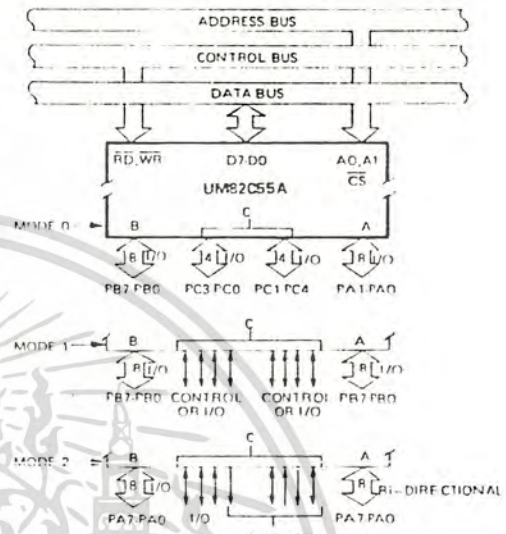 ADDRESS BUS
CONTROL BUS
DATA BUS
RD,WR D7-D0 A0,A1
CS
UM82C55A
C
MODE 0 B A
8 I/O 4 I/O 4 I/O 8 I/O
PB7-PB0 PC3-PC0 PC1-PC4 PA1-PA0
C
MODE 1 B A
8 I/O 8 I/O
PB7-PB0 CONTROL CONTROL PB7-PB0
OR I/O OR I/O
C
MODE 2 B A
8 I/O 8 BI-DIRECTIONAL
PA7-PA0 I/O PA7-PA0